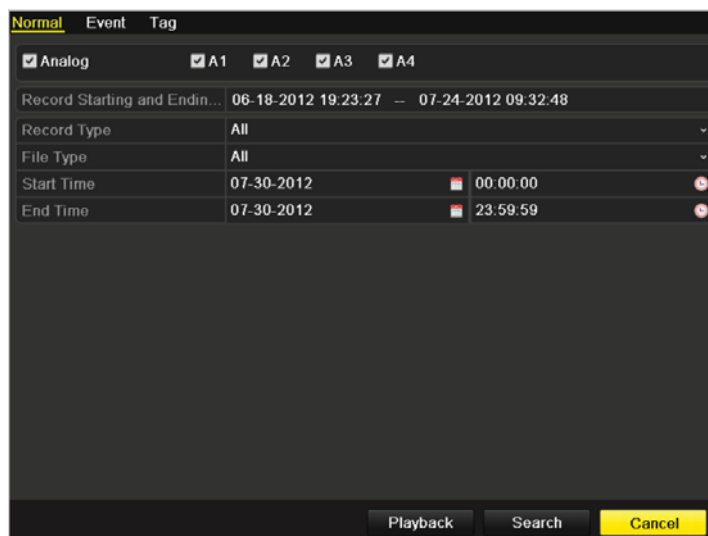 Normal Event Tag
Analog A1 A2 A3 A4
Record Starting and Endin... 06-18-2012 19:23:27 -- 07-24-2012 09:32:48
Record Type All
File Type All
Start Time 07-30-2012 00:00:00
End Time 07-30-2012 23:59:59
Playback Search Cancel